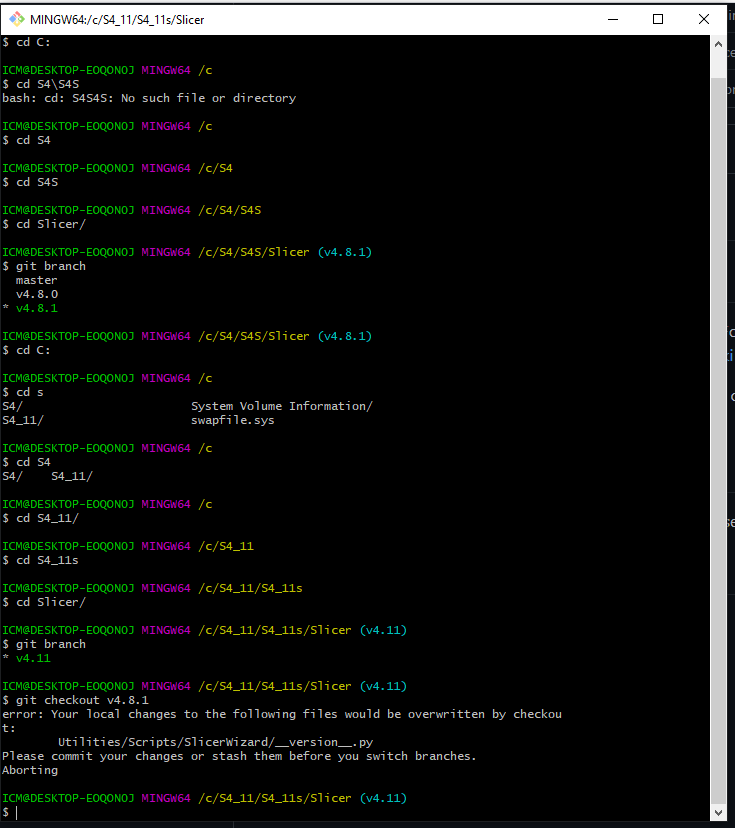 MINGW64:/c/S4_11/S4_11s/Slicer
$ cd C:
ICM@DESKTOP-EOQONOJ MINGW64 /c
$ cd S4\S4S
bash: cd: S4S4S: No such file or directory
ICM@DESKTOP-EOQONOJ MINGW64 /c
$ cd S4
ICM@DESKTOP-EOQONOJ MINGW64 /c/S4
$ cd S4S
ICM@DESKTOP-EOQONOJ MINGW64 /c/S4/S4S
$ cd Slicer/
ICM@DESKTOP-EOQONOJ MINGW64 /c/S4/S4S/Slicer (v4.8.1)
$ git branch
  master
  v4.8.0
* v4.8.1
ICM@DESKTOP-EOQONOJ MINGW64 /c/S4/S4S/Slicer (v4.8.1)
$ cd C:
ICM@DESKTOP-EOQONOJ MINGW64 /c
$ cd s
S4/                        System Volume Information/
S4_11/                     swapfile.sys
ICM@DESKTOP-EOQONOJ MINGW64 /c
$ cd S4
S4/    S4_11/
ICM@DESKTOP-EOQONOJ MINGW64 /c
$ cd S4_11/
ICM@DESKTOP-EOQONOJ MINGW64 /c/S4_11
$ cd S4_11s
ICM@DESKTOP-EOQONOJ MINGW64 /c/S4_11/S4_11s
$ cd Slicer/
ICM@DESKTOP-EOQONOJ MINGW64 /c/S4_11/S4_11s/Slicer (v4.11)
$ git branch
* v4.11
ICM@DESKTOP-EOQONOJ MINGW64 /c/S4_11/S4_11s/Slicer (v4.11)
$ git checkout v4.8.1
error: Your local changes to the following files would be overwritten by checkou
t:
        Utilities/Scripts/SlicerWizard/__version__.py
Please commit your changes or stash them before you switch branches.
Aborting
ICM@DESKTOP-EOQONOJ MINGW64 /c/S4_11/S4_11s/Slicer (v4.11)
$